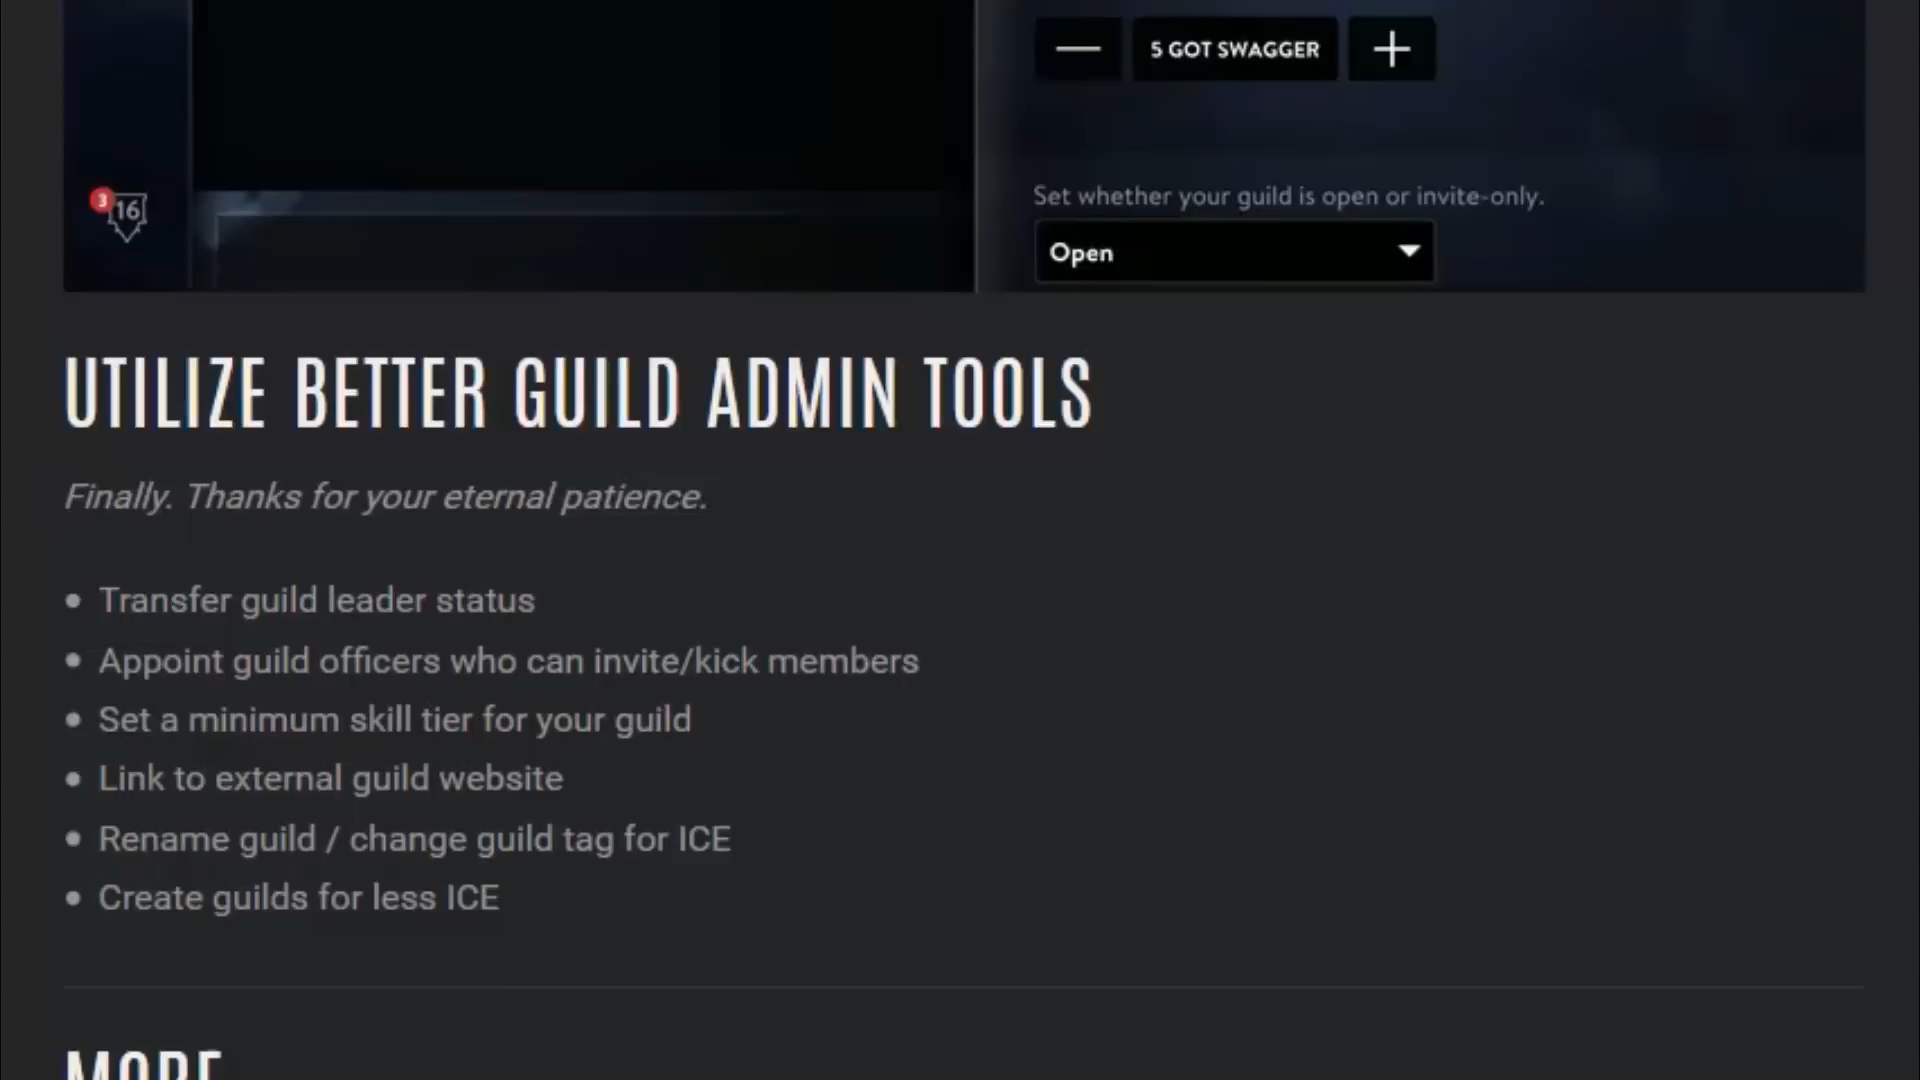 5 GOT SWAGGER
3
16
Set whether your guild is open or invite-only.
Open
UTILIZE BETTER GUILD ADMIN TOOLS
Finally. Thanks for your eternal patience.
• Transfer guild leader status
• Appoint guild officers who can invite/kick members
• Set a minimum skill tier for your guild
• Link to external guild website
• Rename guild / change guild tag for ICE
• Create guilds for less ICE
MORE